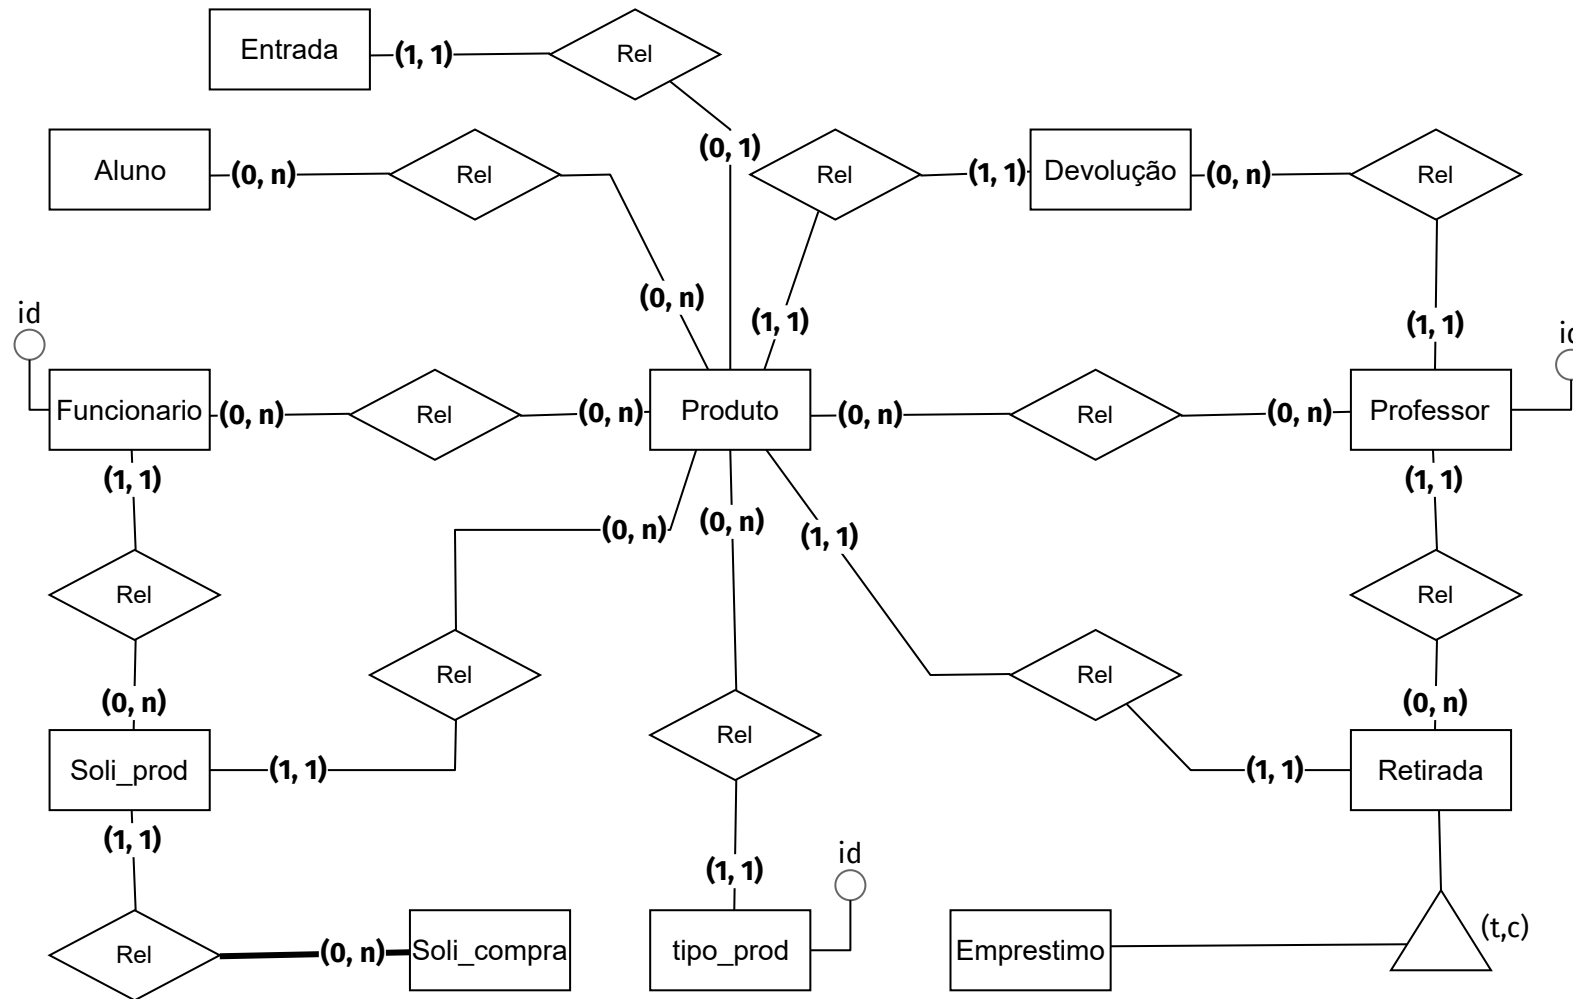 Entrada
(1, 1)
Rel
(0, 1)
Aluno
(0, n)
Rel
(0, n)
Rel
(1, 1)
Devolução
(0, n)
Rel
(1, 1)
(1, 1)
id
id
Funcionario
(0, n)
Rel
(0, n)
Produto
(0, n)
Rel
(0, n)
Professor
(1, 1)
(0, n)
(0, n)
(1, 1)
(1, 1)
Rel
Rel
Rel
Rel
Rel
(0, n)
(0, n)
Soli_prod
(1, 1)
(1, 1)
Retirada
(1, 1)
(1, 1)
id
Rel
(0, n)
Soli_compra
tipo_prod
Emprestimo
(t,c)